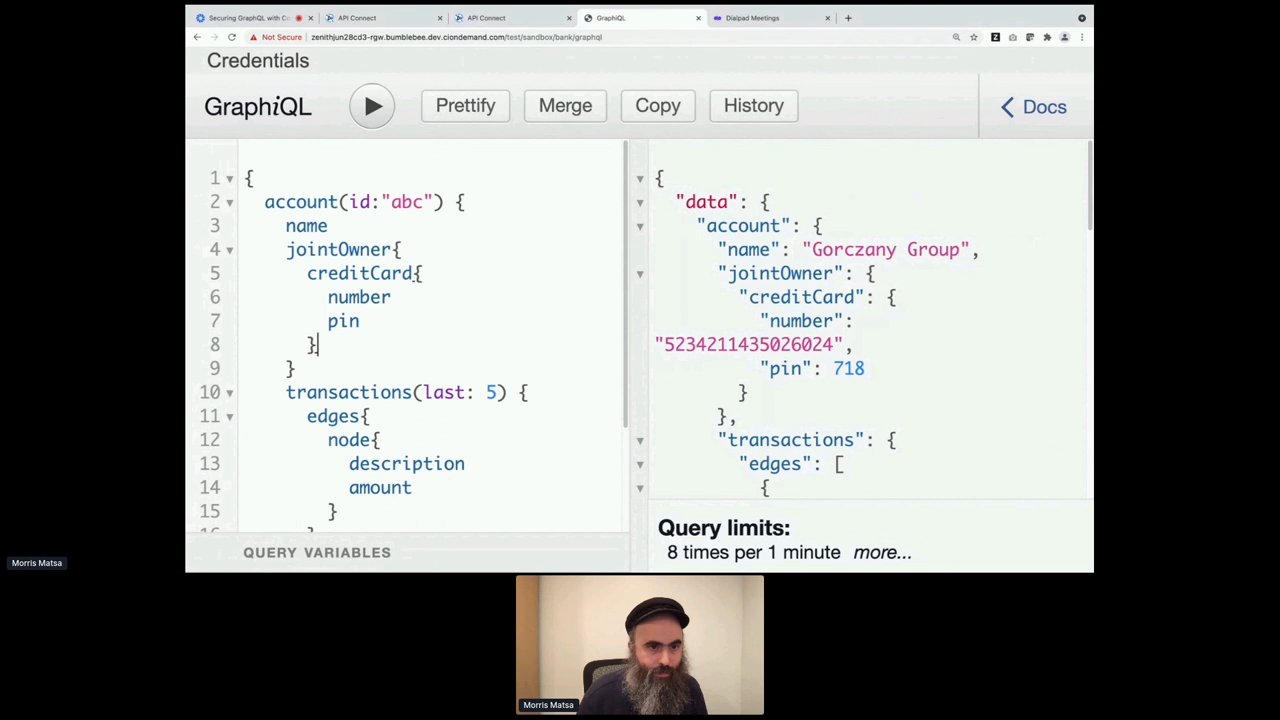 Securing GraphQL with Co
API Connect
API Connect
GraphiQL
Dialpad Meetings
Not Secure
zenithjun28cd3-rgw.bumblebee.dev.ciondemand.com/test/sandbox/bank/graphql
Credentials
GraphiQL
Prettify
Merge
Copy
History
Docs
1 {
2 account(id:"abc") {
3 name
4 jointOwner{
5 creditCard{
6 number
7 pin
8 }
9 }
10 transactions(last: 5) {
11 edges{
12 node{
13 description
14 amount
15 }
QUERY VARIABLES
{
"data": {
"account": {
"name": "Gorczany Group",
"jointOwner": {
"creditCard": {
"number":
"5234211435026024",
"pin": 718
}
},
"transactions": {
"edges": [
{
Query limits:
8 times per 1 minute more...
Morris Matsa
Morris Matsa